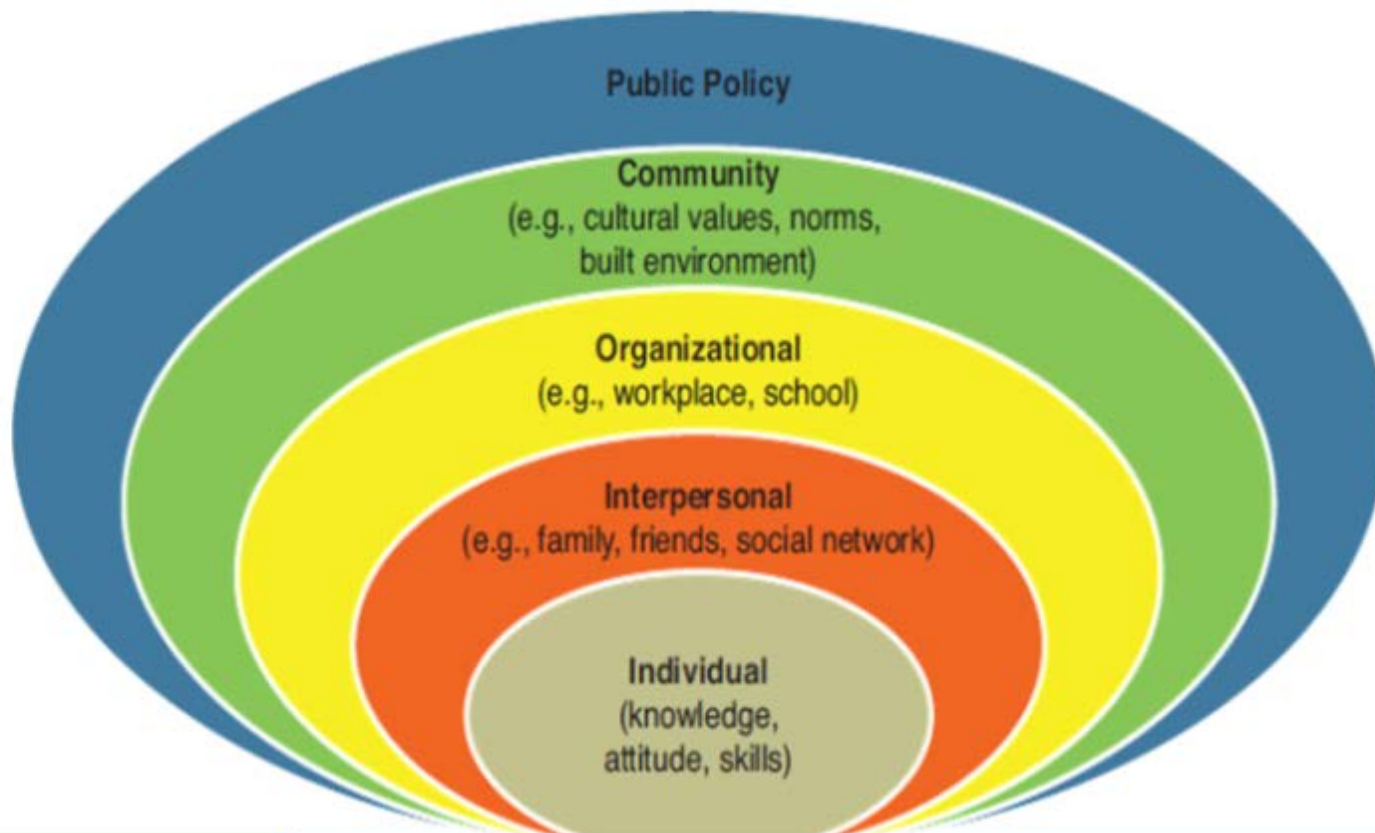 Public Policy
Community
(e.g., cultural values, norms,
built environment)
Organizational
(e.g., workplace, school)
Interpersonal
(e.g., family, friends, social network)
Individual
(knowledge,
attitude, skills)